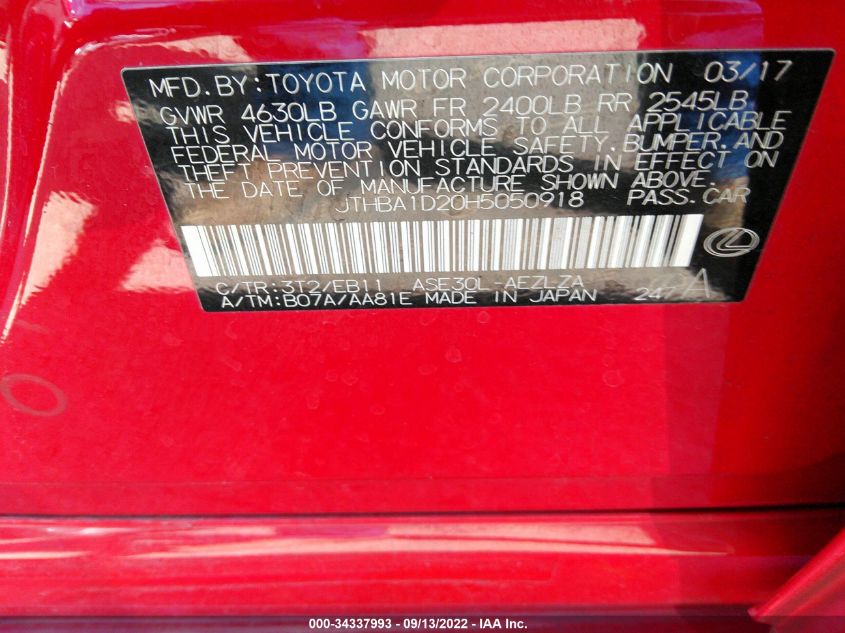 MFD. BY: TOYOTA MOTOR CORPORATION 03/17
GVWR 4630LB GAWR FR 2400LB RR 2545LB
THIS VEHICLE CONFORMS TO ALL APPLICABLE
FEDERAL MOTOR VEHICLE SAFETY, BUMPER, AND
THEFT PREVENTION STANDARDS IN EFFECT ON
THE DATE OF MANUFACTURE SHOWN ABOVE.
JTHBA1D20H5050918 PASS. CAR
C/TR: 3T2/EB11 ASE30L-AEZLZA
A/TM: B07A/AA81E MADE IN JAPAN 247 A
000-34337993 - 09/13/2022 - IAA Inc.